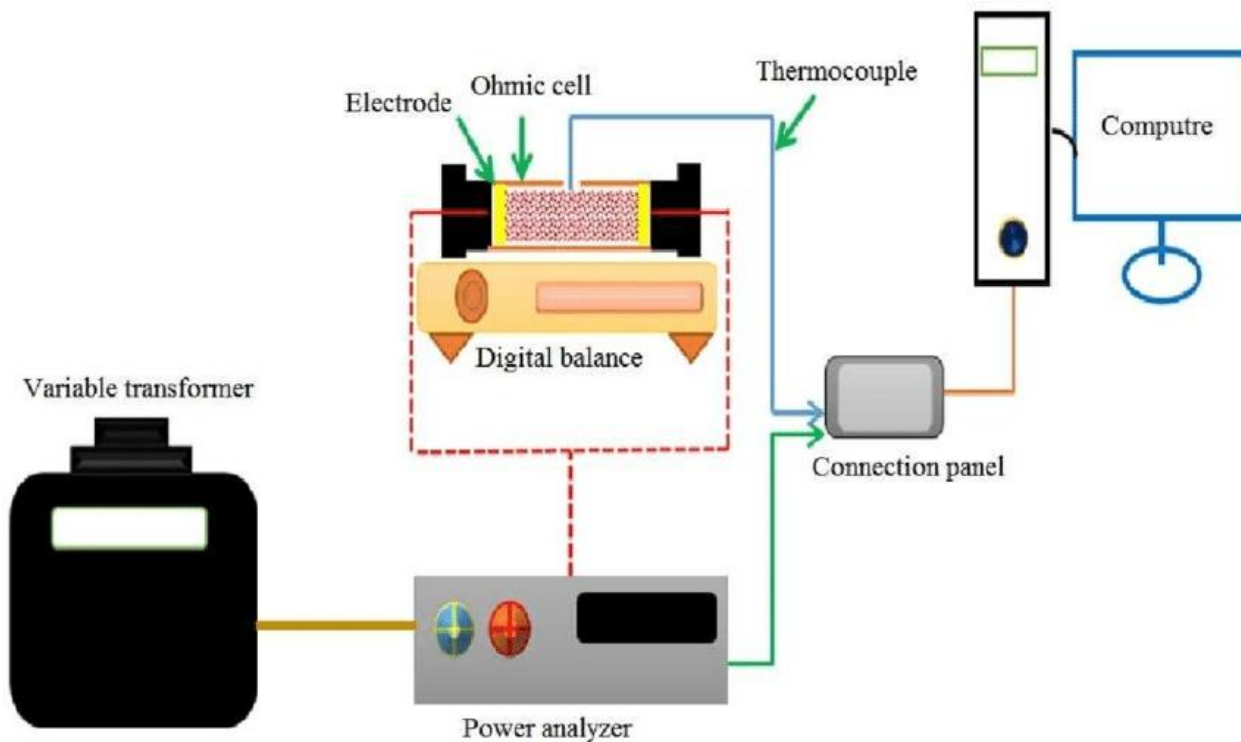 Thermocouple
Ohmic cell
Electrode
Computre
Digital balance
Variable transformer
Connection panel
Power analyzer